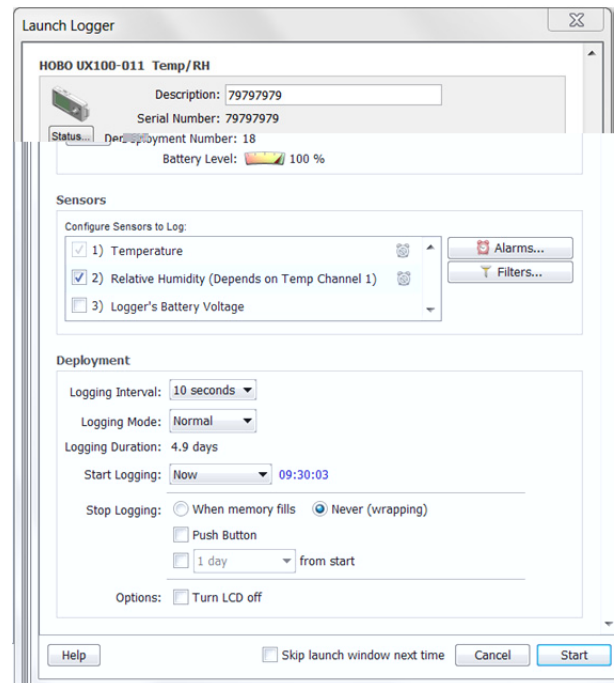 Launch Logger
HOBO UX100-011 Temp/RH
Description: 79797979
Serial Number: 79797979
Status... Deployment Number: 18
Battery Level: 100 %
Sensors
Configure Sensors to Log:
1) Temperature
2) Relative Humidity (Depends on Temp Channel 1)
3) Logger's Battery Voltage
Alarms...
Filters...
Deployment
Logging Interval: 10 seconds
Logging Mode: Normal
Logging Duration: 4.9 days
Start Logging: Now 09:30:03
Stop Logging: When memory fills Never (wrapping)
Push Button
1 day from start
Options: Turn LCD off
Help Skip launch window next time Cancel Start